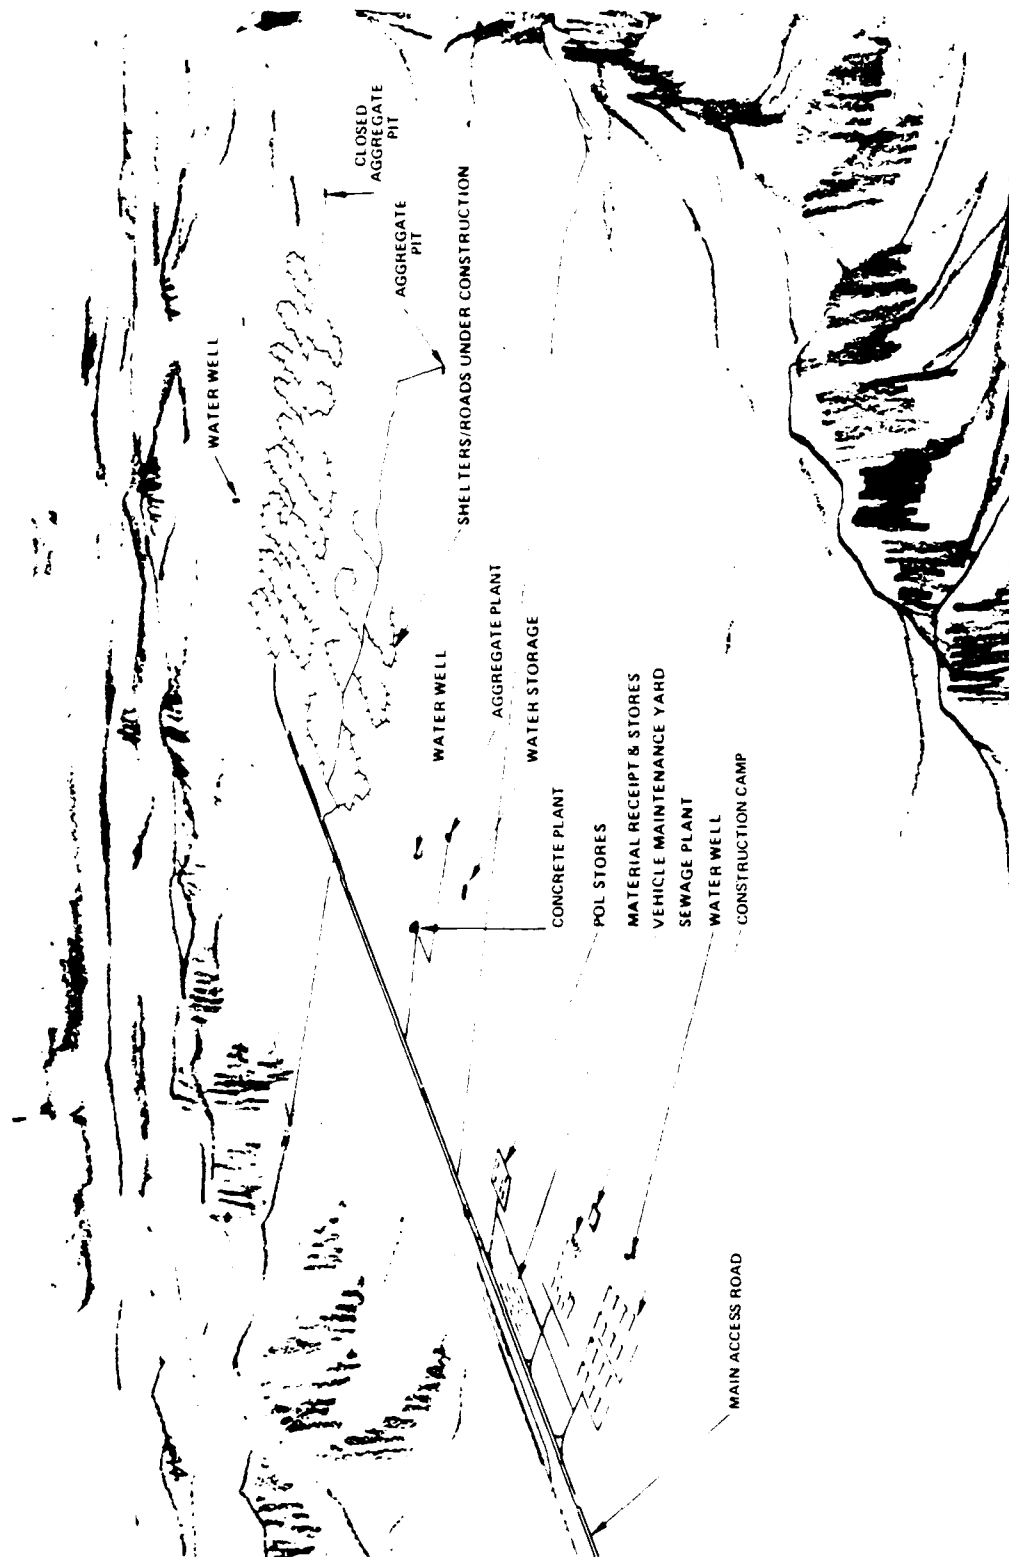 CLOSED
AGGREGATE
PIT
AGGREGATE
PIT
WATER WELL
SHELTERS/ROADS UNDER CONSTRUCTION
WATER WELL
AGGREGATE PLANT
WATER STORAGE
CONCRETE PLANT
POL STORES
MATERIAL RECEIPT & STORES
VEHICLE MAINTENANCE YARD
SEWAGE PLANT
WATER WELL
CONSTRUCTION CAMP
MAIN ACCESS ROAD